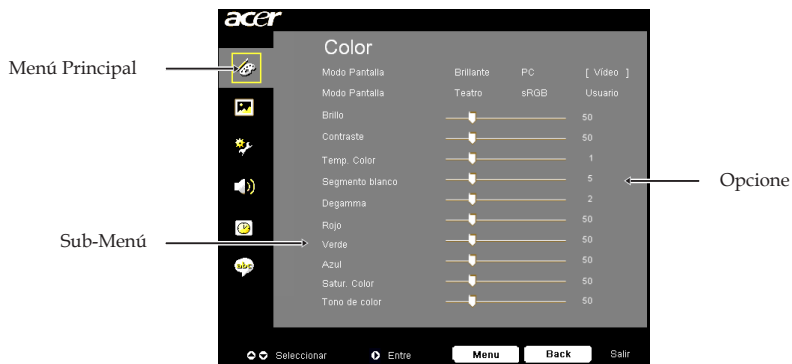 acer
Color
Menú Principal
Modo Pantalla Brillante PC [ Vídeo ]
Modo Pantalla Teatro sRGB Usuario
Brillo 50
Contraste 50
Temp. Color 1
Segmento blanco 5
Opcione
Degamma 2
Rojo 50
Sub-Menú
Verde 50
Azul 50
abc
Satur. Color 50
Tono de color 50
Seleccionar Entre Menu Back Salir